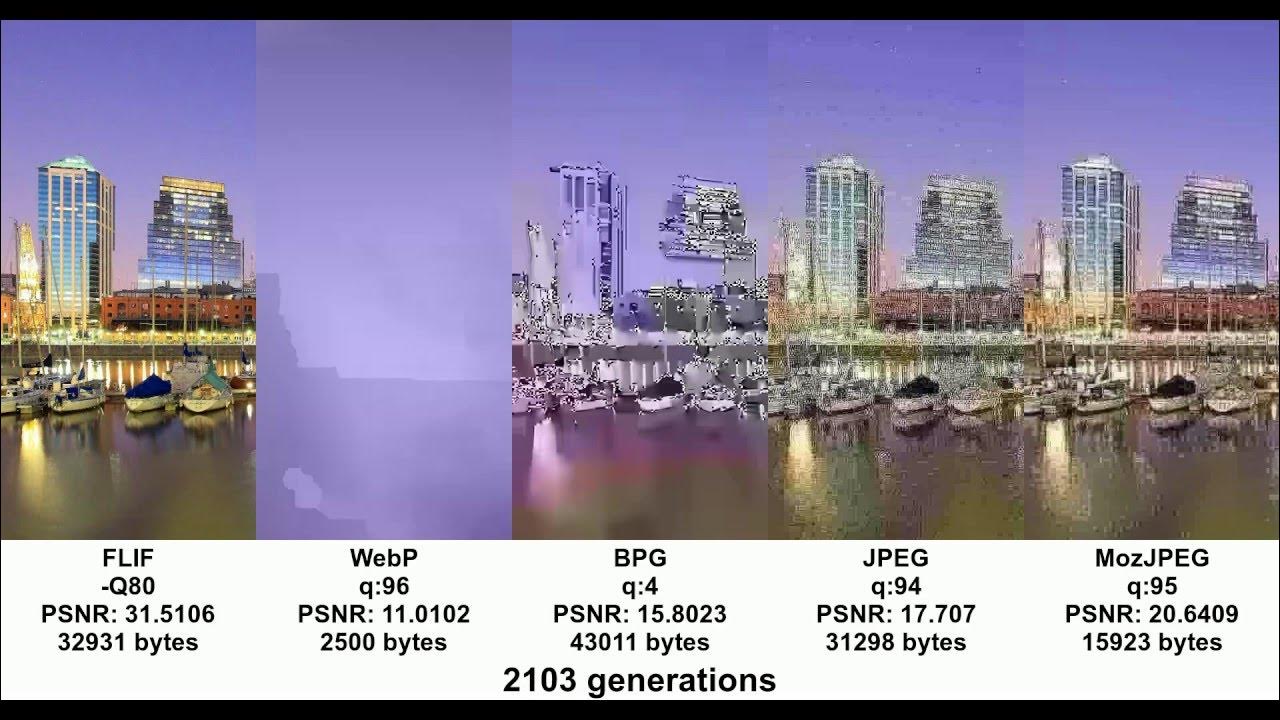 FLIF
-Q80
PSNR: 31.5106
32931 bytes
WebP
q:96
PSNR: 11.0102
2500 bytes
BPG
q:4
PSNR: 15.8023
43011 bytes
JPEG
q:94
PSNR: 17.707
31298 bytes
MozJPEG
q:95
PSNR: 20.6409
15923 bytes
2103 generations